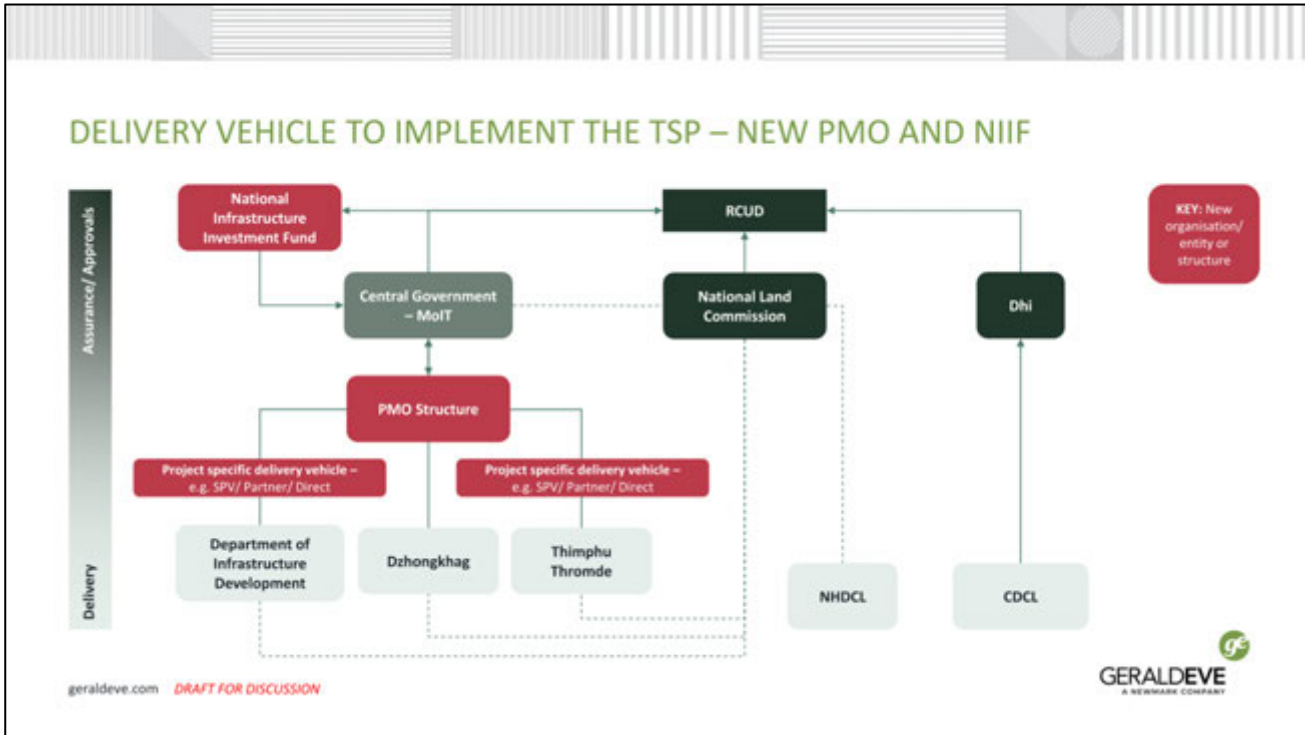 DELIVERY VEHICLE TO IMPLEMENT THE TSP – NEW PMO AND NIIF
Assurance/ Approvals
Delivery
National
Infrastructure
Investment Fund
RCUD
KEY: New
organisation/
entity or
structure
Central Government
– MoIT
National Land
Commission
Dhi
PMO Structure
Project specific delivery vehicle –
e.g. SPV/ Partner/ Direct
Project specific delivery vehicle –
e.g. SPV/ Partner/ Direct
Department of
Infrastructure
Development
Dzhongkhag
Thimphu
Thromde
NHDCL
CDCL
geraldeve.com DRAFT FOR DISCUSSION
ge
GERALDEVE
A NEWMARK COMPANY